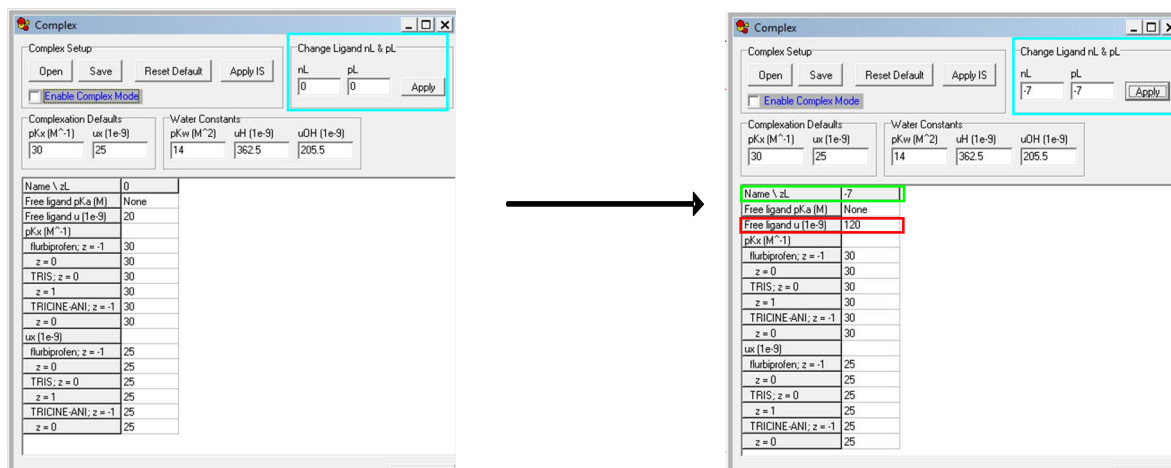 Complex
Complex Setup
Open Save Reset Default Apply IS
Enable Complex Mode
Change Ligand nL & pL
nL pL
0 0 Apply
Complexation Defaults
pKx (M^-1) ux (1e-9)
30 25
Water Constants
pKw (M^2) uH (1e-9) uOH (1e-9)
14 362.5 205.5
Name \ zL 0
Free ligand pKa (M) None
Free ligand u (1e-9) 20
pKx (M^-1)
flurbiprofen; z = -1 30
z = 0 30
TRIS; z = 0 30
z = 1 30
TRICINE-ANI; z = -1 30
z = 0 30
ux (1e-9)
flurbiprofen; z = -1 25
z = 0 25
TRIS; z = 0 25
z = 1 25
TRICINE-ANI; z = -1 25
z = 0 25
Complex
Complex Setup
Open Save Reset Default Apply IS
Enable Complex Mode
Change Ligand nL & pL
nL pL
-7 -7 Apply
Complexation Defaults
pKx (M^-1) ux (1e-9)
30 25
Water Constants
pKw (M^2) uH (1e-9) uOH (1e-9)
14 362.5 205.5
Name \ zL -7
Free ligand pKa (M) None
Free ligand u (1e-9) 120
pKx (M^-1)
flurbiprofen; z = -1 30
z = 0 30
TRIS; z = 0 30
z = 1 30
TRICINE-ANI; z = -1 30
z = 0 30
ux (1e-9)
flurbiprofen; z = -1 25
z = 0 25
TRIS; z = 0 25
z = 1 25
TRICINE-ANI; z = -1 25
z = 0 25